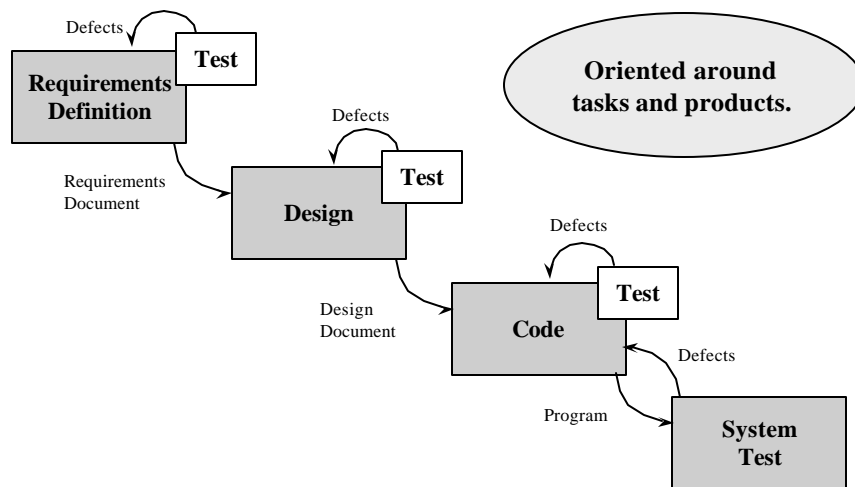 Defects
Test
Requirements
Definition
Oriented around
tasks and products.
Defects
Test
Requirements
Document
Design
Defects
Test
Design
Document
Code
Defects
Program
System
Test